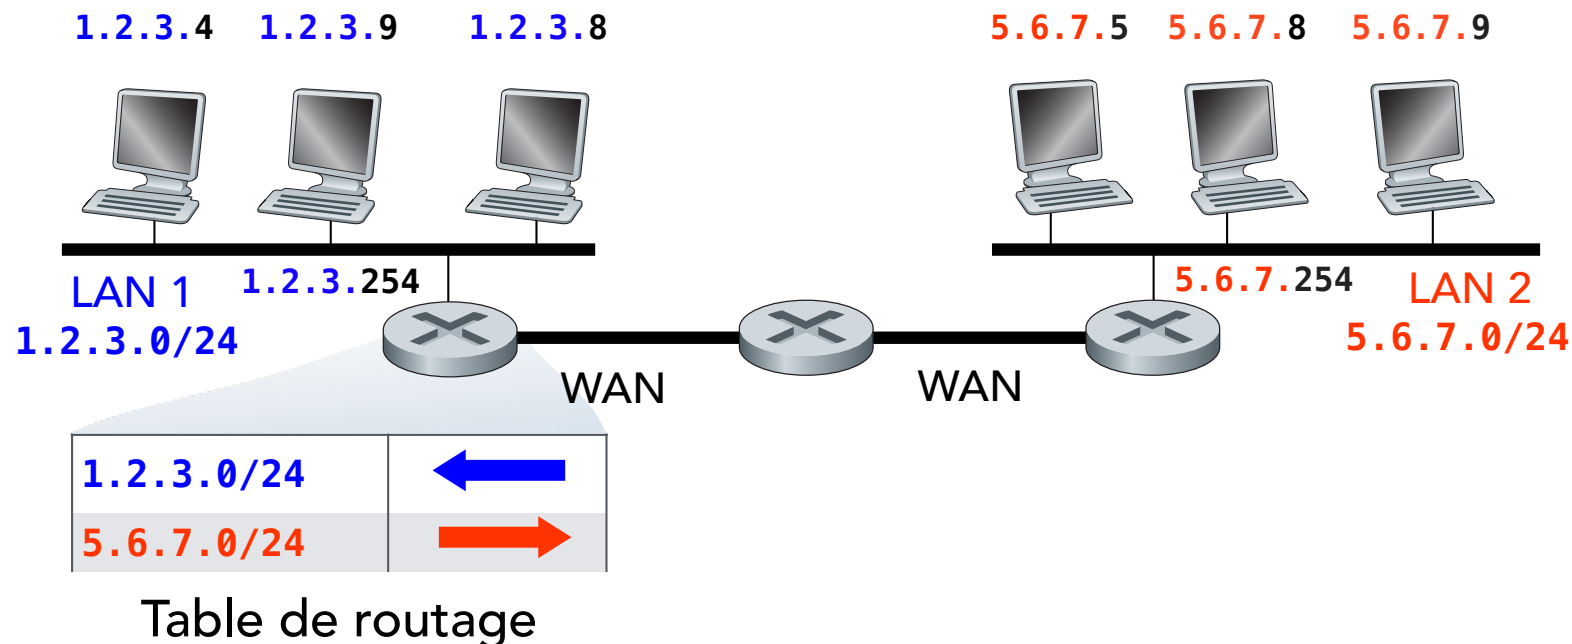 1.2.3.4 1.2.3.9 1.2.3.8
5.6.7.5 5.6.7.8 5.6.7.9
LAN 1
1.2.3.0/24
1.2.3.254
5.6.7.254
LAN 2
5.6.7.0/24
WAN
WAN
1.2.3.0/24
5.6.7.0/24
Table de routage